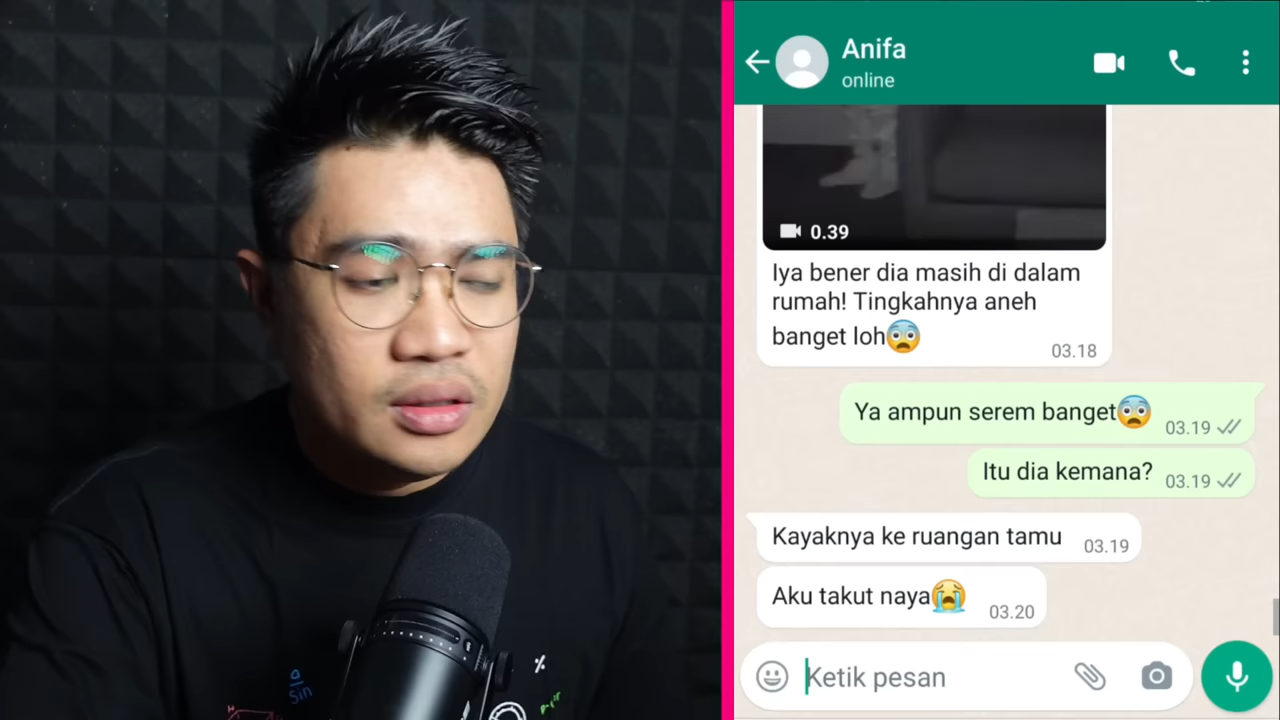 Anifa
online
0.39
Iya bener dia masih di dalam
rumah! Tingkahnya aneh
banget loh😨
03.18
Ya ampun serem banget😨 03.19
Itu dia kemana? 03.19
Kayaknya ke ruangan tamu 03.19
Aku takut naya😭 03.20
Ketik pesan
a
Sin
%